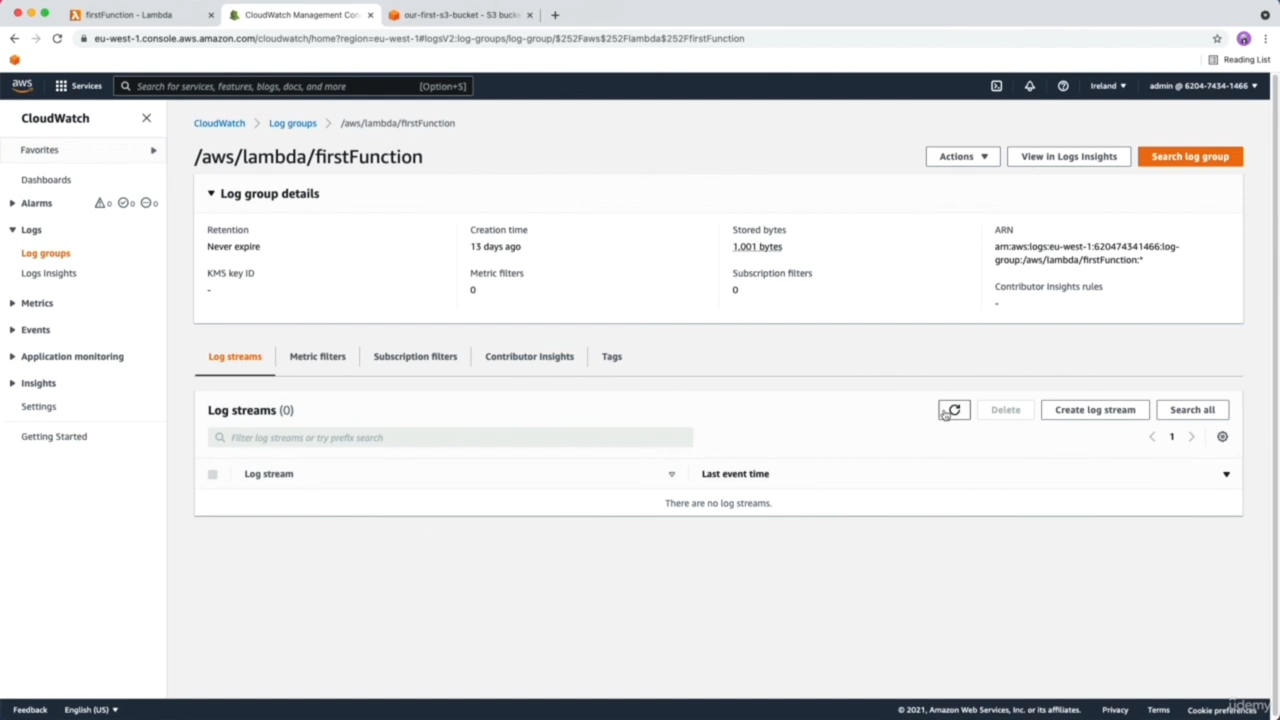 firstFunction - Lambda
CloudWatch Management Con
our-first-s3-bucket - S3 bucke
eu-west-1.console.aws.amazon.com/cloudwatch/home?region=eu-west-1#logsV2:log-groups/log-group/$252Faws$252Flambda$252FfirstFunction
Reading List
aws
Services
Search for services, features, blogs, docs, and more
[Option+S]
Ireland ▼
admin @ 6204-7434-1466 ▼
CloudWatch
Favorites
Dashboards
Alarms
0 0 0
Logs
Log groups
Logs Insights
Metrics
Events
Application monitoring
Insights
Settings
Getting Started
CloudWatch > Log groups > /aws/lambda/firstFunction
/aws/lambda/firstFunction
Actions ▼
View in Logs Insights
Search log group
Log group details
Retention
Never expire
KMS key ID
-
Creation time
13 days ago
Metric filters
0
Stored bytes
1,001 bytes
Subscription filters
0
ARN
arn:aws:logs:eu-west-1:620474341466:log-
group:/aws/lambda/firstFunction:*
Contributor Insights rules
-
Log streams
Metric filters
Subscription filters
Contributor Insights
Tags
Log streams (0)
Delete
Create log stream
Search all
Filter log streams or try prefix search
1
Log stream
Last event time
There are no log streams.
Feedback
English (US) ▼
© 2021, Amazon Web Services, Inc. or its affiliates.
Privacy
Terms
Cookie preferences
udemy